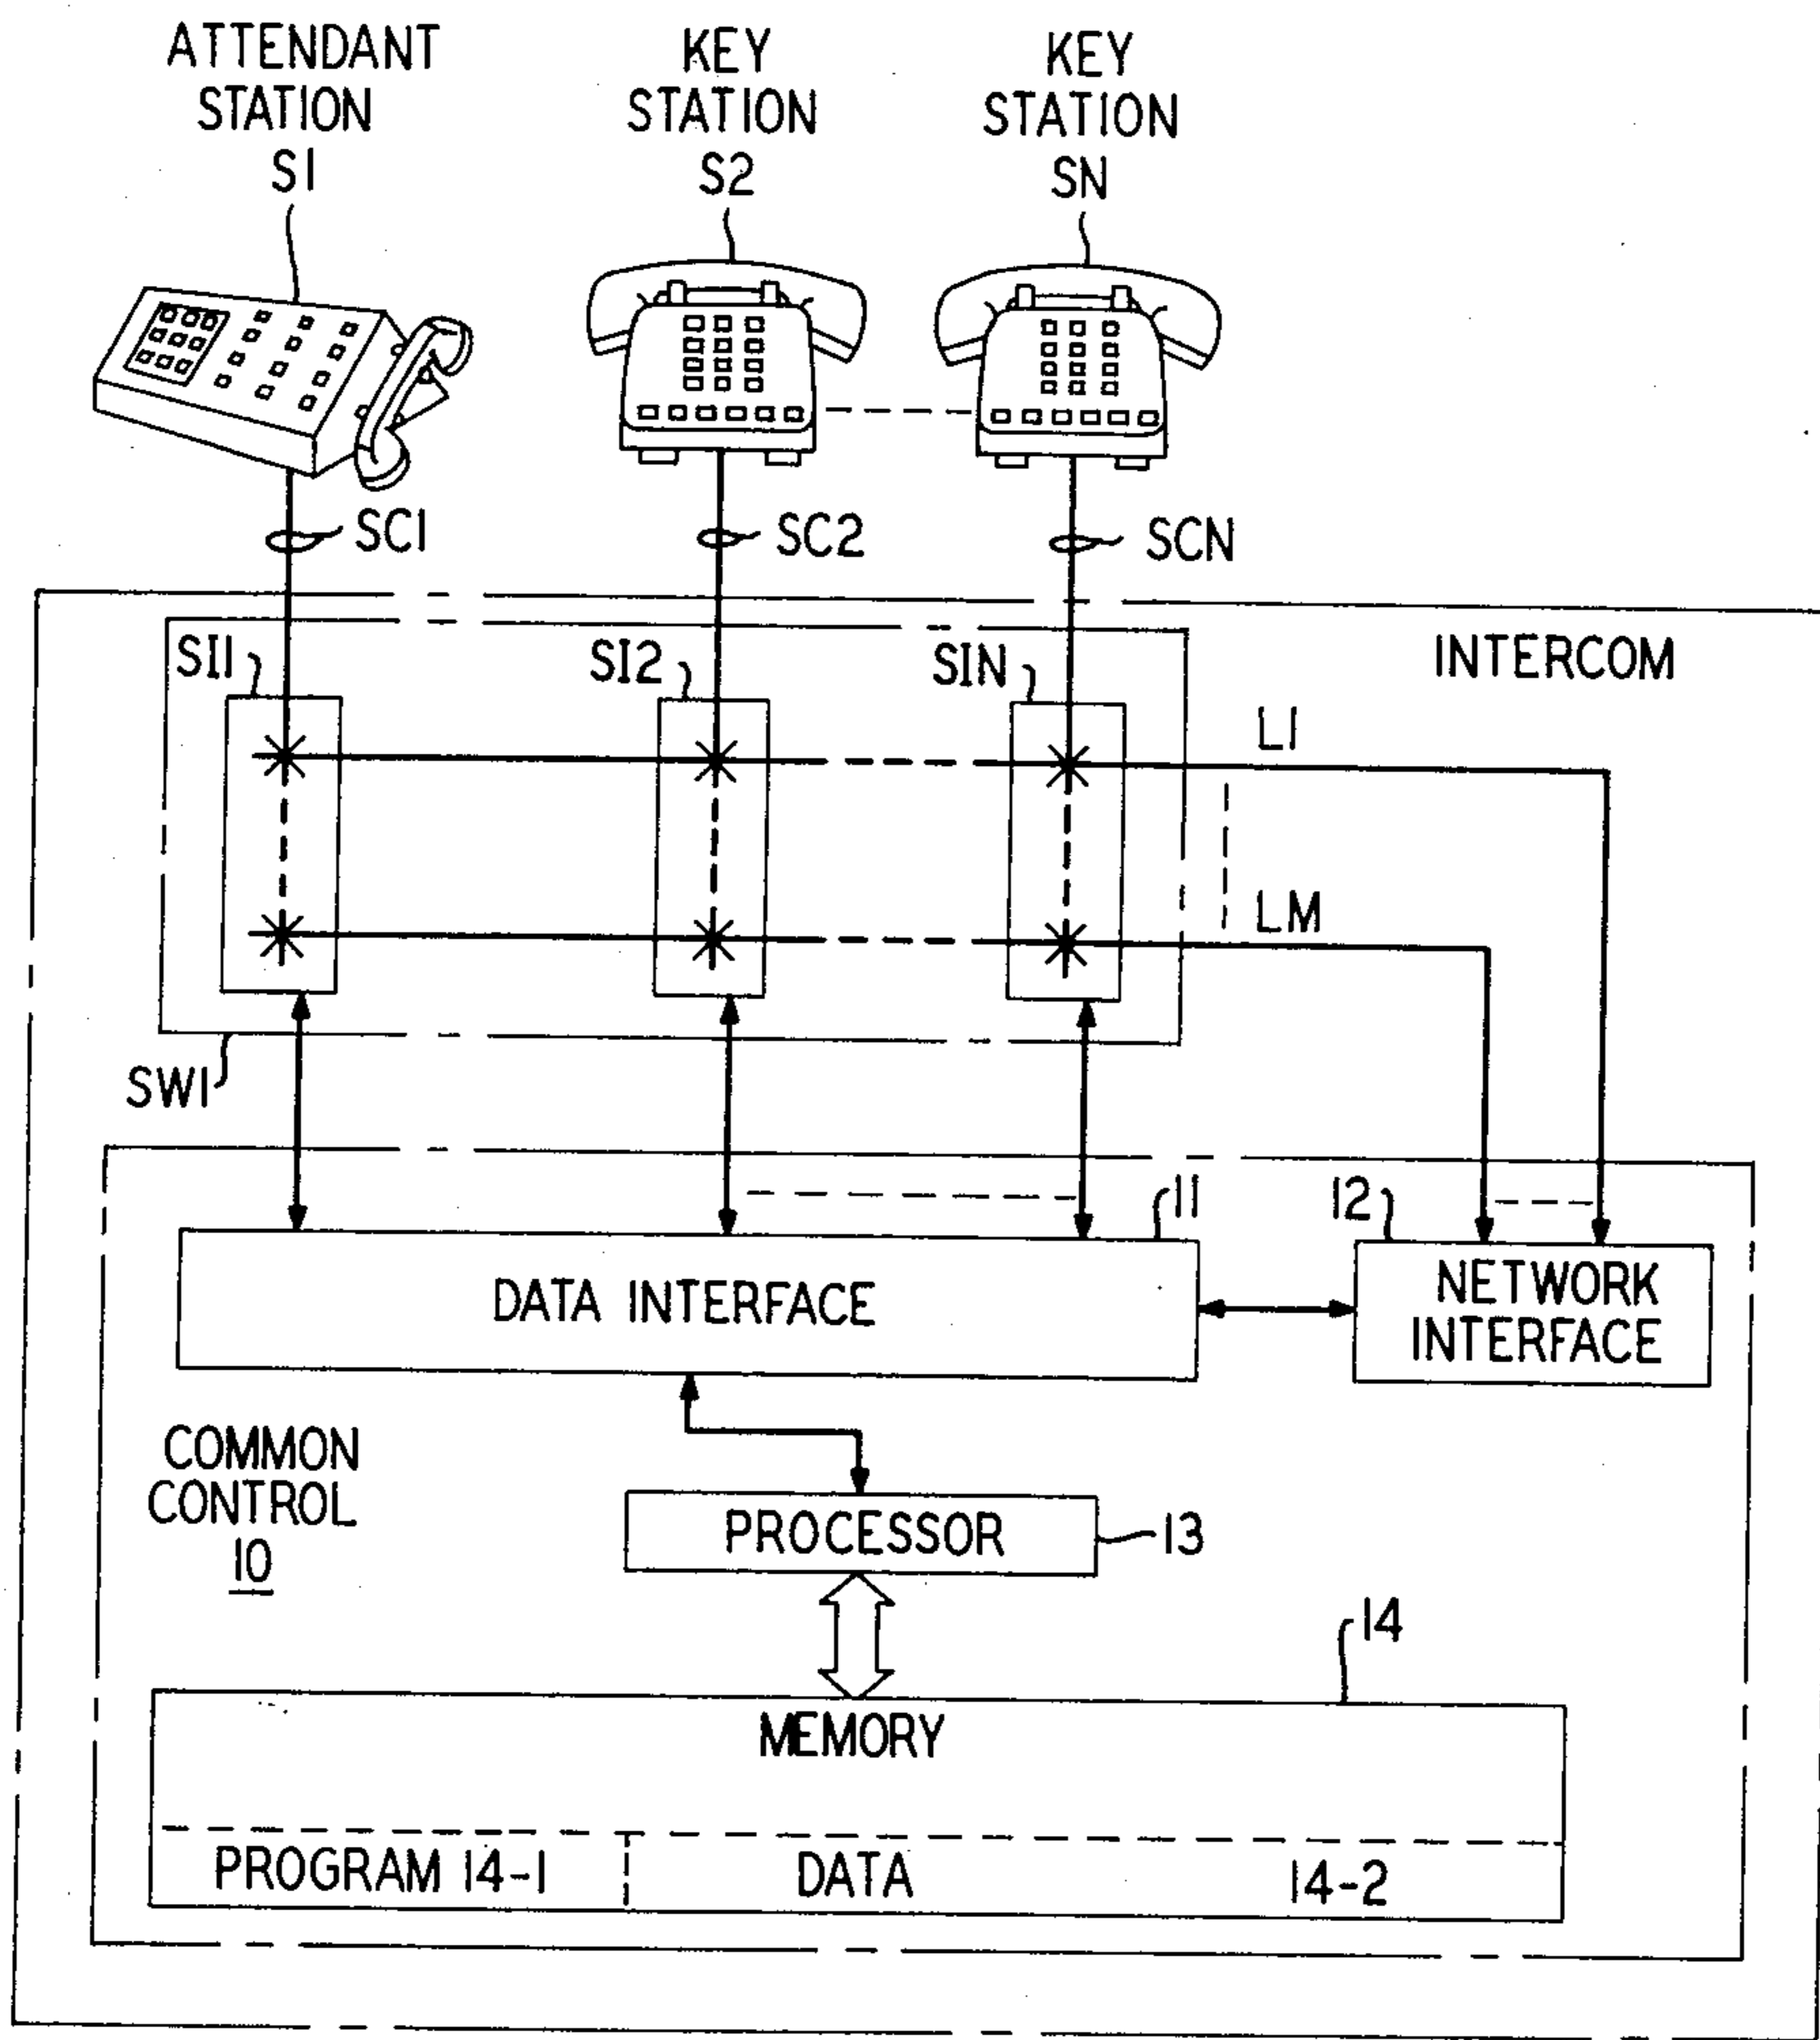 ATTENDANT
STATION
S1
KEY
STATION
S2
KEY
STATION
SN
SC1
SC2
SCN
INTERCOM
SI1
SI2
SIN
L1
LM
SW1
11
12
DATA INTERFACE
NETWORK
INTERFACE
COMMON
CONTROL
10
PROCESSOR
13
14
MEMORY
PROGRAM 14-1
DATA
14-2